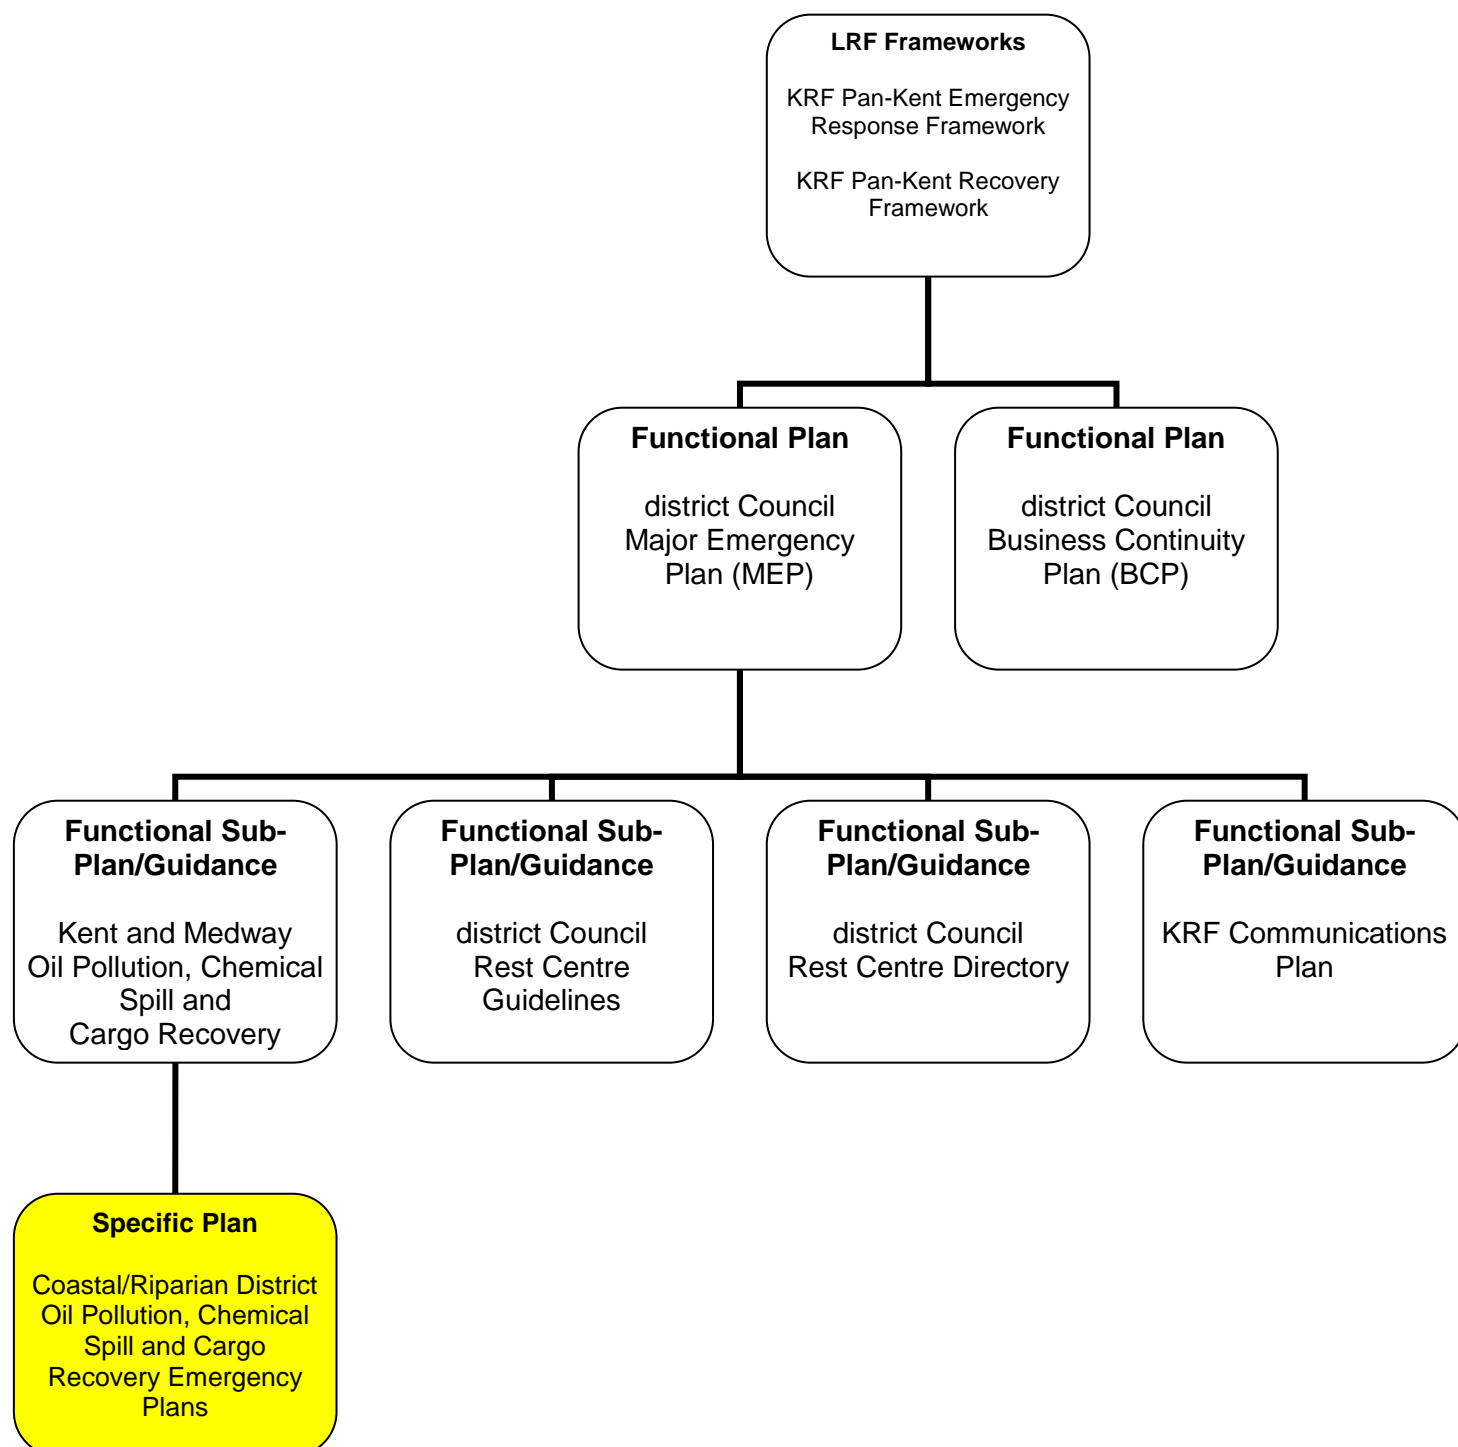 LRF Frameworks
KRF Pan-Kent Emergency
Response Framework
KRF Pan-Kent Recovery
Framework
Functional Plan
district Council
Major Emergency
Plan (MEP)
Functional Plan
district Council
Business Continuity
Plan (BCP)
Functional Sub-
Plan/Guidance
Kent and Medway
Oil Pollution, Chemical
Spill and
Cargo Recovery
Functional Sub-
Plan/Guidance
district Council
Rest Centre
Guidelines
Functional Sub-
Plan/Guidance
district Council
Rest Centre Directory
Functional Sub-
Plan/Guidance
KRF Communications
Plan
Specific Plan
Coastal/Riparian District
Oil Pollution, Chemical
Spill and Cargo
Recovery Emergency
Plans